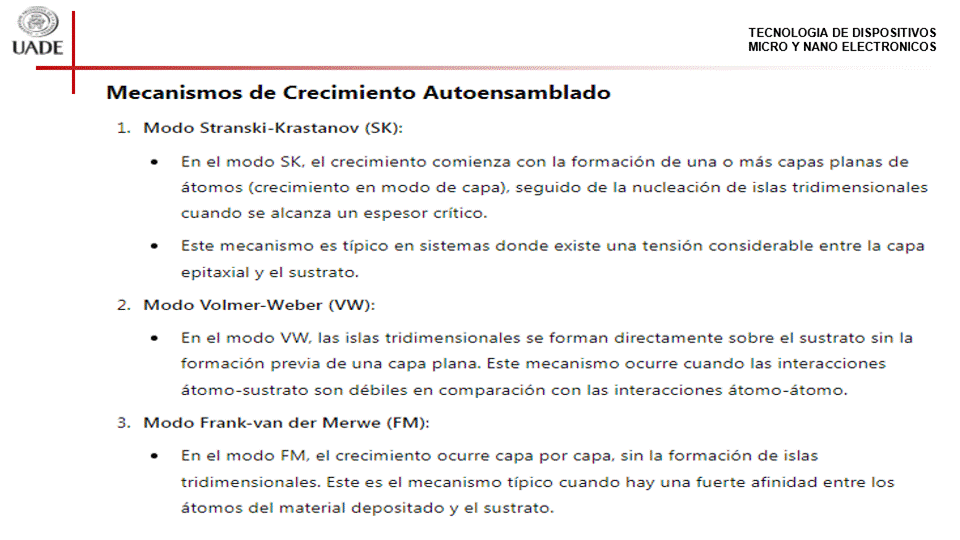 UADE
TECNOLOGIA DE DISPOSITIVOS
MICRO Y NANO ELECTRONICOS
Mecanismos de Crecimiento Autoensamblado
1. Modo Stranski-Krastanov (SK):
• En el modo SK, el crecimiento comienza con la formación de una o más capas planas de
átomos (crecimiento en modo de capa), seguido de la nucleación de islas tridimensionales
cuando se alcanza un espesor crítico.
• Este mecanismo es típico en sistemas donde existe una tensión considerable entre la capa
epitaxial y el sustrato.
2. Modo Volmer-Weber (VW):
• En el modo VW, las islas tridimensionales se forman directamente sobre el sustrato sin la
formación previa de una capa plana. Este mecanismo ocurre cuando las interacciones
átomo-sustrato son débiles en comparación con las interacciones átomo-átomo.
3. Modo Frank-van der Merwe (FM):
• En el modo FM, el crecimiento ocurre capa por capa, sin la formación de islas
tridimensionales. Este es el mecanismo típico cuando hay una fuerte afinidad entre los
átomos del material depositado y el sustrato.